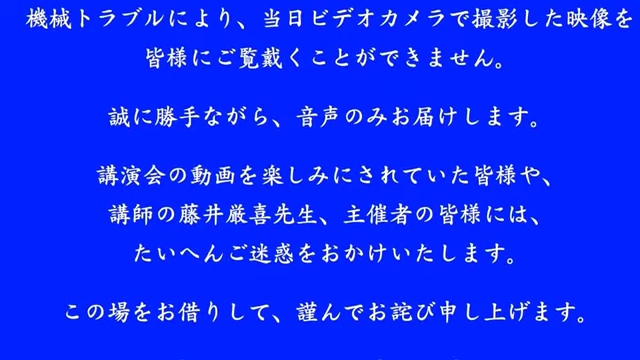 機械トラブルにより、当日ビデオカメラで撮影した映像を
皆様にご覧戴くことができません。
誠に勝手ながら、音声のみお届けします。
講演会の動画を楽しみにされていた皆様や、
講師の藤井厳喜先生、主催者の皆様には、
たいへんご迷惑をおかけいたします。
この場をお借りして、謹んでお詫び申し上げます。